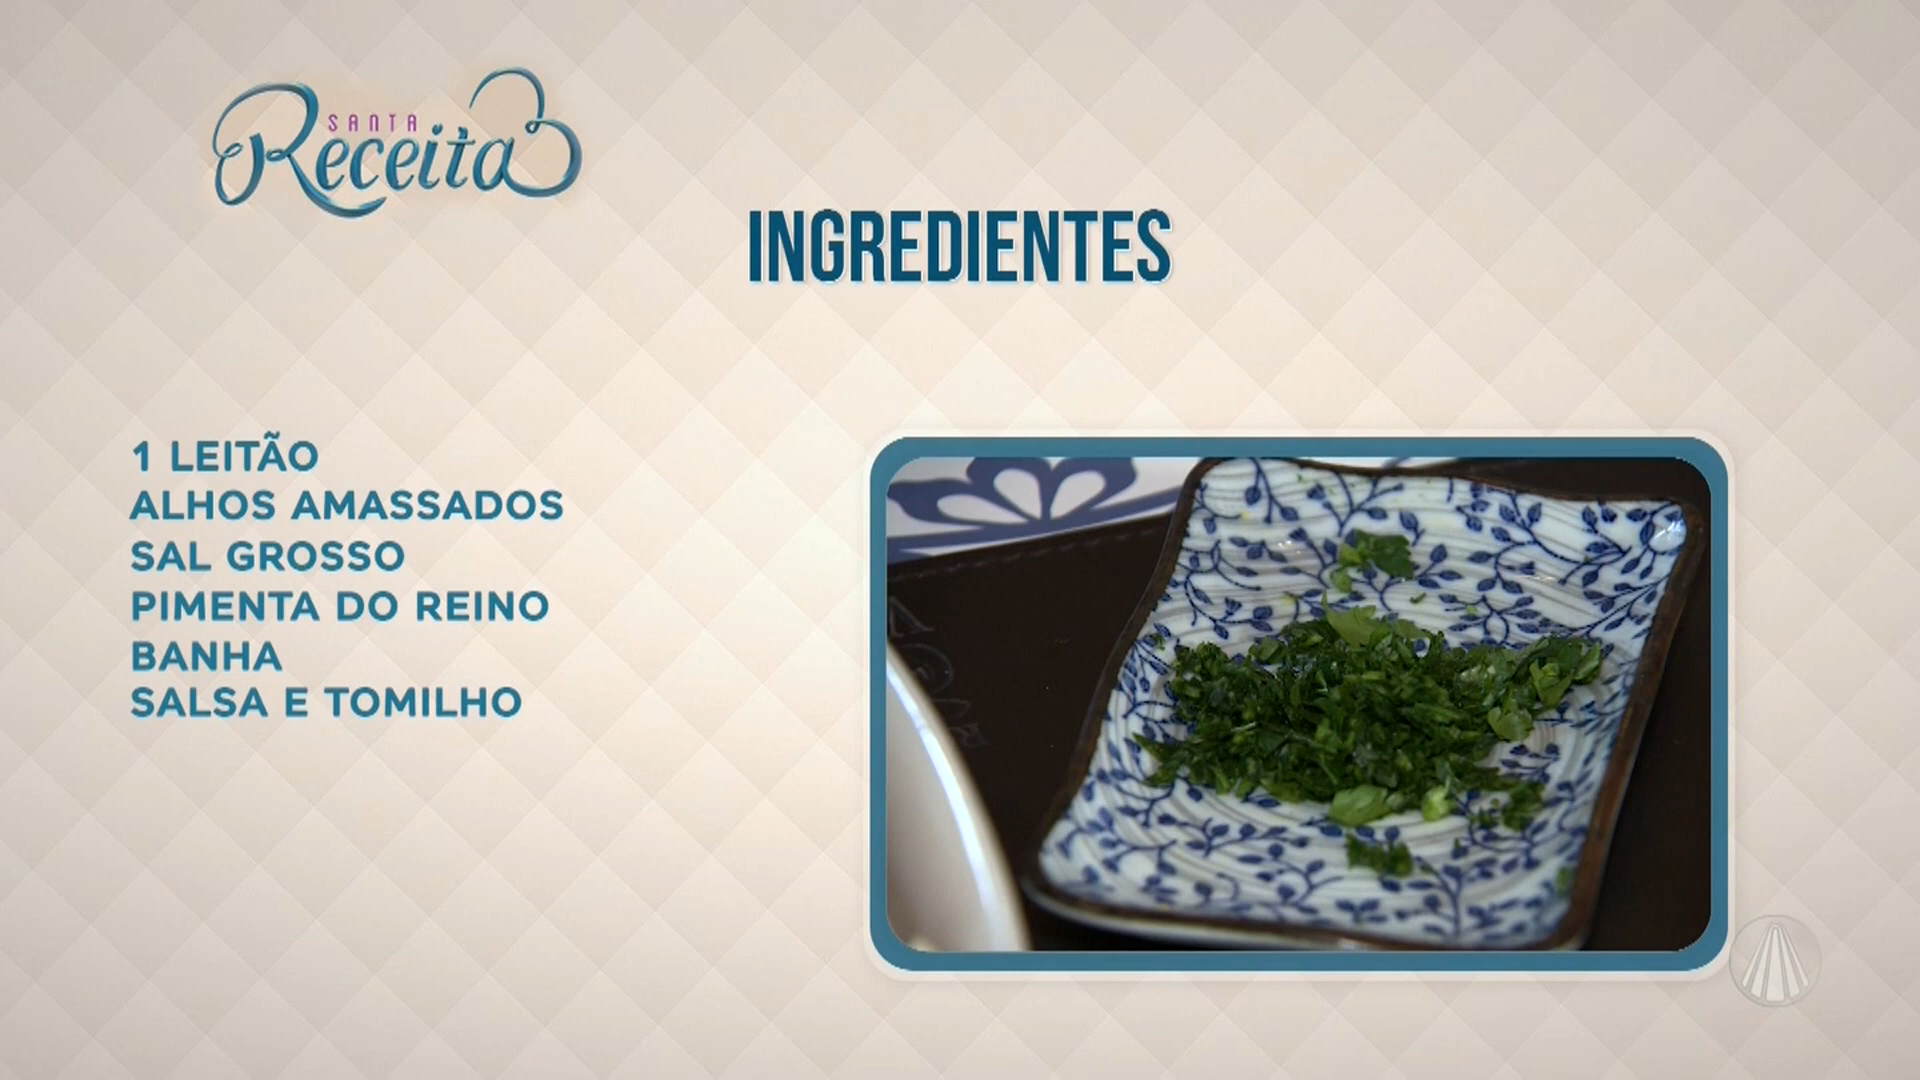 SANTA
Receita
INGREDIENTES
1 LEITÃO
ALHOS AMASSADOS
SAL GROSSO
PIMENTA DO REINO
BANHA
SALSA E TOMILHO